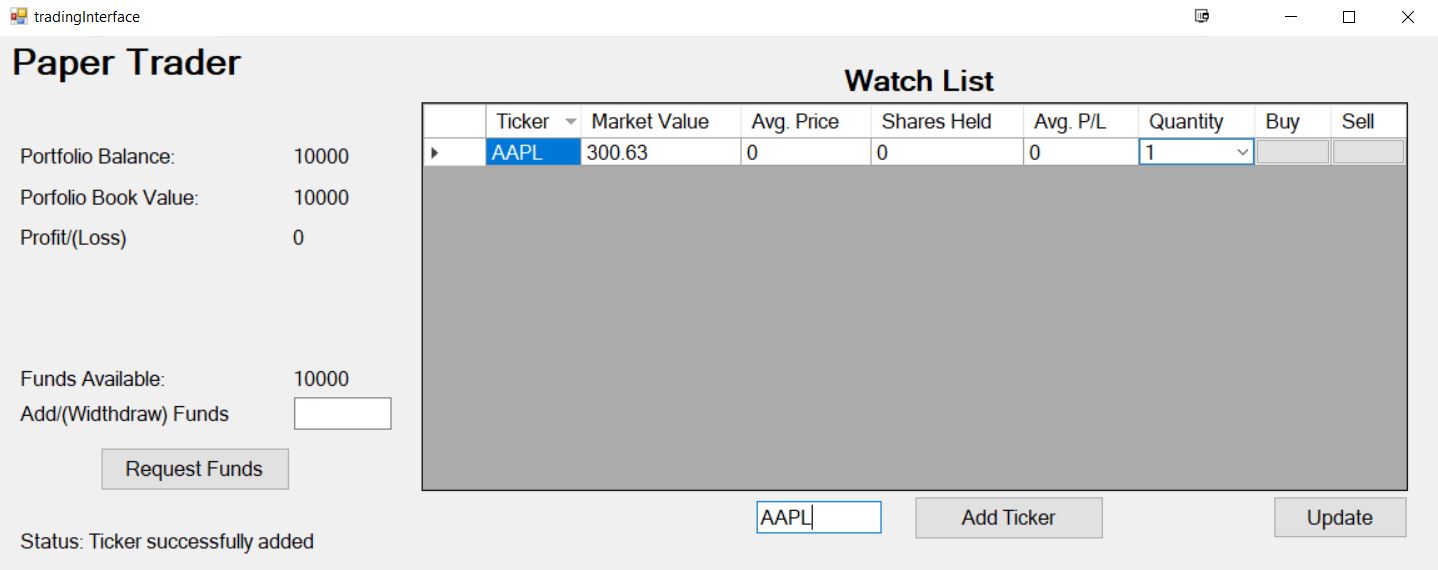 tradingInterface
Paper Trader
Watch List
Ticker Market Value Avg. Price Shares Held Avg. P/L Quantity Buy Sell
AAPL 300.63 0 0 0 1
Portfolio Balance: 10000
Porfolio Book Value: 10000
Profit/(Loss) 0
Funds Available: 10000
Add/(Widthdraw) Funds
Request Funds
AAPL Add Ticker Update
Status: Ticker successfully added